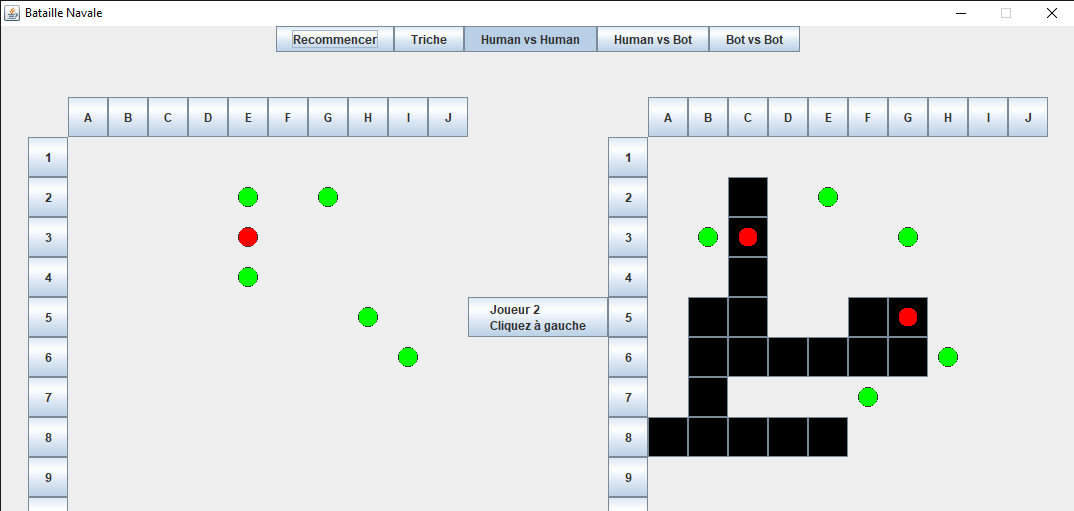 Bataille Navale
Recommencer Triche Human vs Human Human vs Bot Bot vs Bot
A B C D E F G H I J A B C D E F G H I J
1 1
2 2
3 3
4 4
5 Joueur 2 5
Cliquez à gauche
6 6
7 7
8 8
9 9